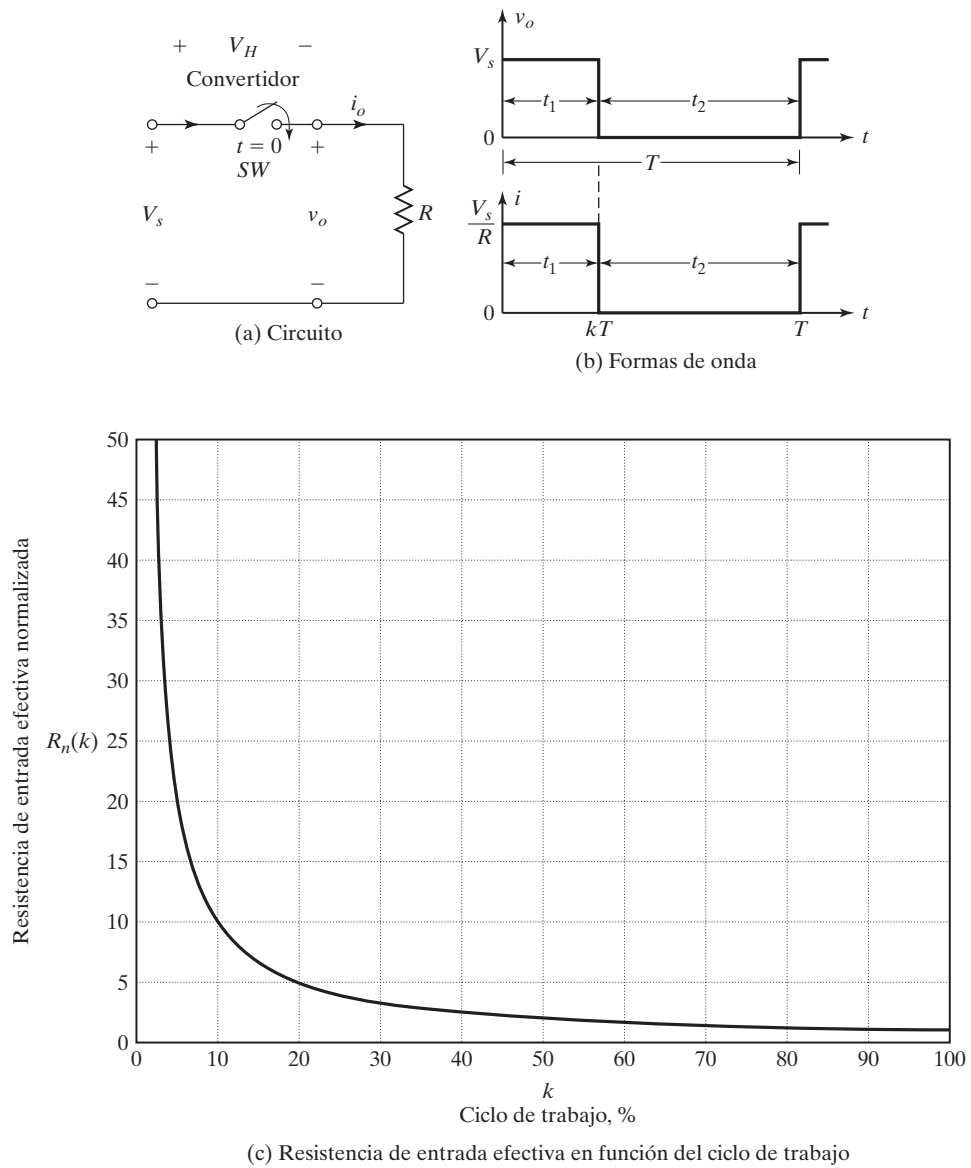 + V_H −
Convertidor
i_o
t = 0
SW
+
+
V_s
v_o
R
−
−
(a) Circuito
v_o
V_s
t_1
t_2
0
t
T
i
V_s
R
t_1
t_2
0
t
kT
T
(b) Formas de onda
Resistencia de entrada efectiva normalizada
R_n(k)
50
45
40
35
30
25
20
15
10
5
0
0 10 20 30 40 50 60 70 80 90 100
k
Ciclo de trabajo, %
(c) Resistencia de entrada efectiva en función del ciclo de trabajo